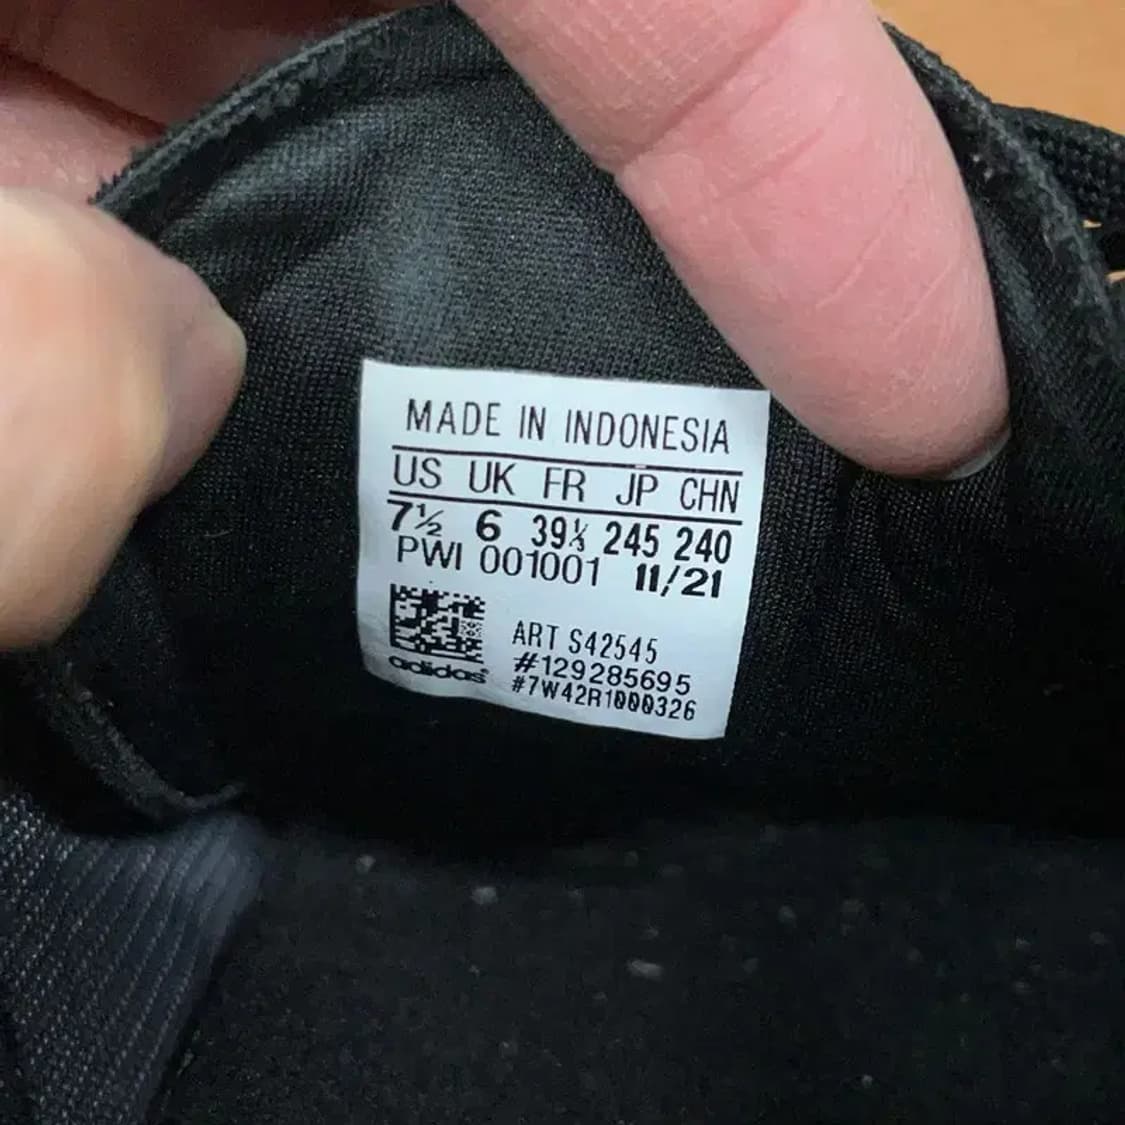 MADE IN INDONESIA
US UK FR JP CHN
7½ 6 39⅓ 245 240
PWI 001001 11/21
ART S42545
#129285695
adidas
#7W42R1000326